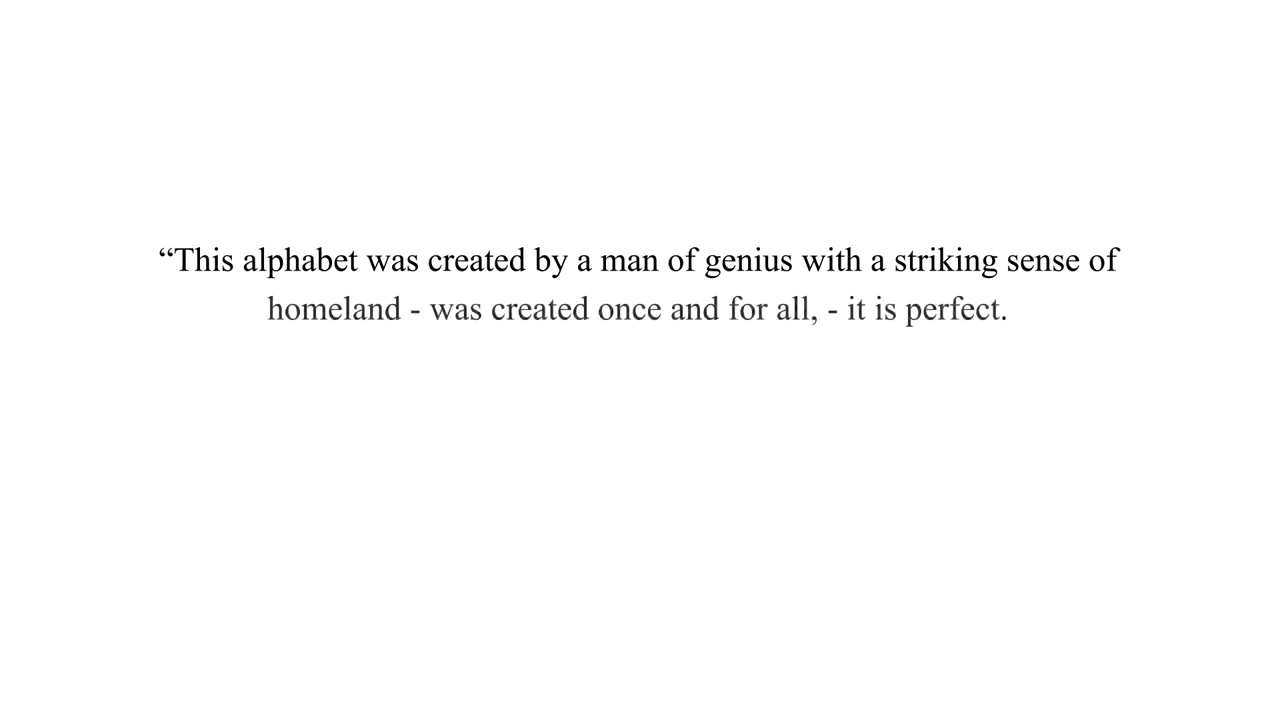 “This alphabet was created by a man of genius with a striking sense of
homeland - was created once and for all, - it is perfect.